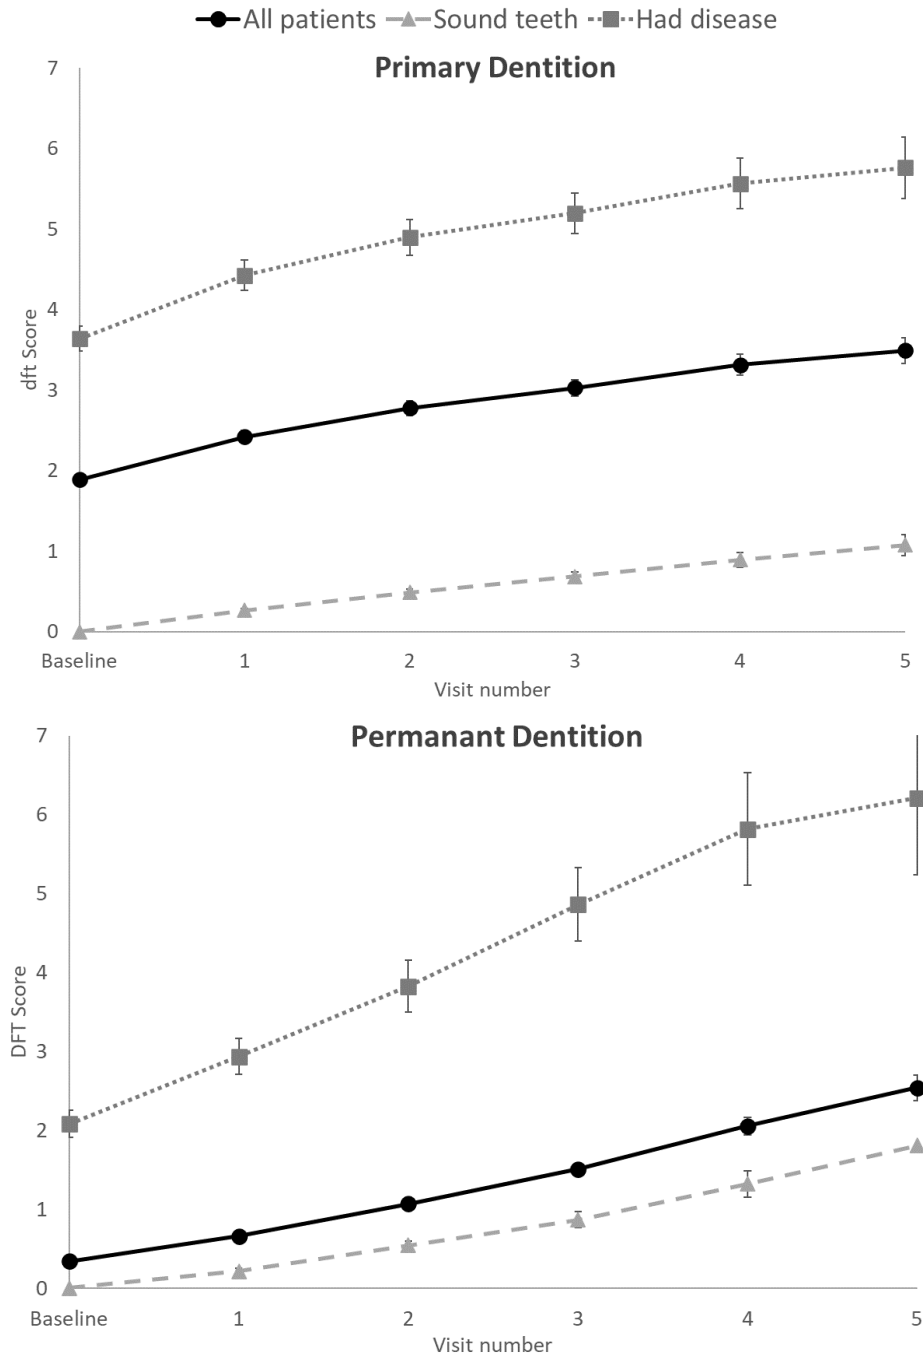 All patients Sound teeth Had disease
Primary Dentition
7
6
5
4
3
2
1
0
dft Score
Baseline 1 2 3 4 5
Visit number
Permanant Dentition
7
6
5
4
3
2
1
0
DFT Score
Baseline 1 2 3 4 5
Visit number